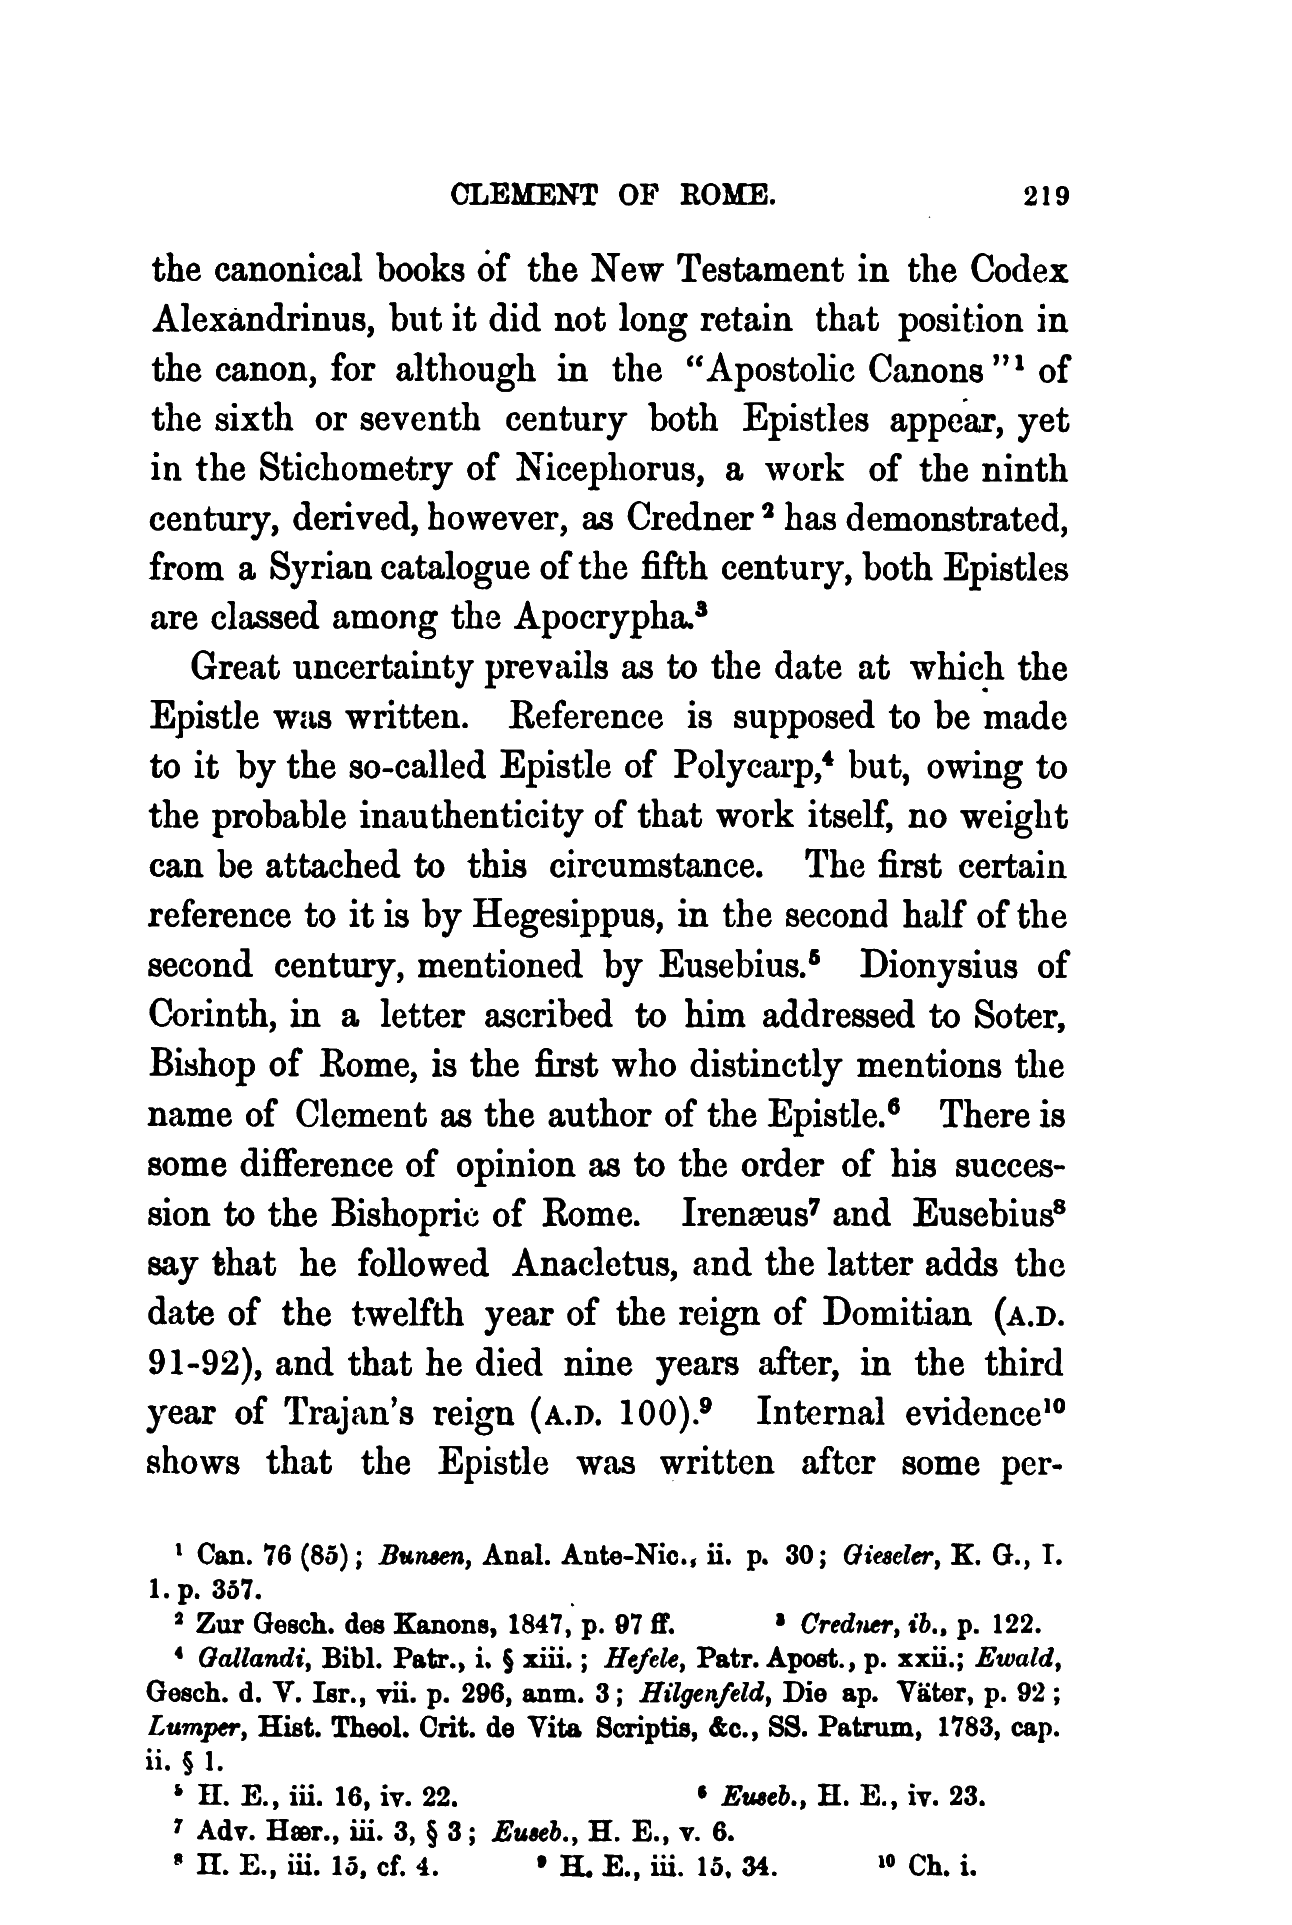 CLEMENT OF ROME. 219
the canonical books of the New Testament in the Codex
Alexandrinus, but it did not long retain that position in
the canon, for although in the “Apostolic Canons”¹ of
the sixth or seventh century both Epistles appear, yet
in the Stichometry of Nicephorus, a work of the ninth
century, derived, however, as Credner² has demonstrated,
from a Syrian catalogue of the fifth century, both Epistles
are classed among the Apocrypha.³
Great uncertainty prevails as to the date at which the
Epistle was written. Reference is supposed to be made
to it by the so-called Epistle of Polycarp,⁴ but, owing to
the probable inauthenticity of that work itself, no weight
can be attached to this circumstance. The first certain
reference to it is by Hegesippus, in the second half of the
second century, mentioned by Eusebius.⁵ Dionysius of
Corinth, in a letter ascribed to him addressed to Soter,
Bishop of Rome, is the first who distinctly mentions the
name of Clement as the author of the Epistle.⁶ There is
some difference of opinion as to the order of his succes-
sion to the Bishopric of Rome. Irenæus⁷ and Eusebius⁸
say that he followed Anacletus, and the latter adds the
date of the twelfth year of the reign of Domitian (A.D.
91-92), and that he died nine years after, in the third
year of Trajan’s reign (A.D. 100).⁹ Internal evidence¹⁰
shows that the Epistle was written after some per-
¹ Can. 76 (85); Bunsen, Anal. Ante-Nic., ii. p. 30; Gieseler, K. G., I.
1. p. 357.
² Zur Gesch. des Kanons, 1847, p. 97 ff. ³ Credner, ib., p. 122.
⁴ Gallandi, Bibl. Patr., i. § xiii.; Hefele, Patr. Apost., p. xxii.; Ewald,
Gesch. d. V. Isr., vii. p. 296, anm. 3; Hilgenfeld, Die ap. Väter, p. 92;
Lumper, Hist. Theol. Crit. de Vita Scriptis, &c., SS. Patrum, 1783, cap.
ii. § 1.
⁵ H. E., iii. 16, iv. 22. ⁶ Euseb., H. E., iv. 23.
⁷ Adv. Hær., iii. 3, § 3; Euseb., H. E., v. 6.
⁸ H. E., iii. 15, cf. 4. ⁹ H. E., iii. 15, 34. ¹⁰ Ch. i.